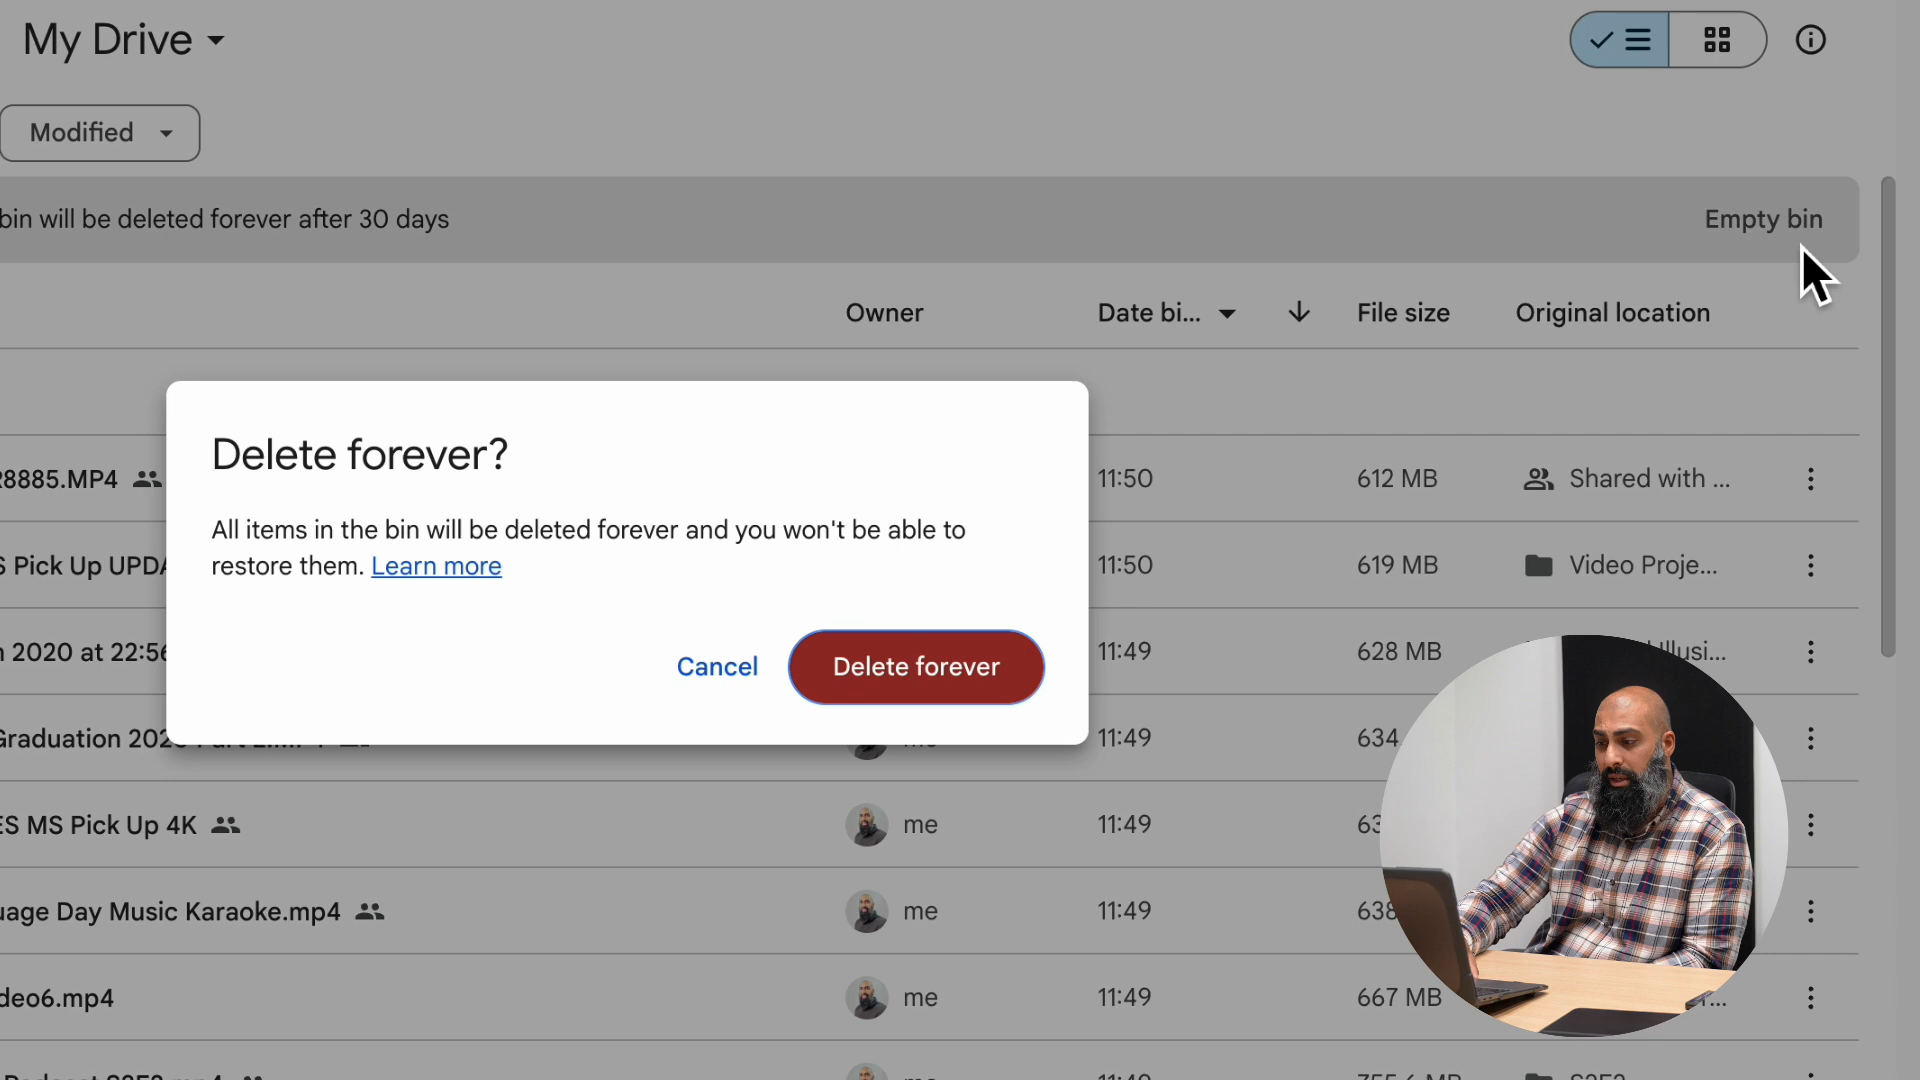 My Drive
Modified
bin will be deleted forever after 30 days
Empty bin
Owner
Date bi...
File size
Original location
Delete forever?
All items in the bin will be deleted forever and you won't be able to
restore them. Learn more
Cancel
Delete forever
8885.MP4
11:50
612 MB
Shared with ...
S Pick Up
11:50
619 MB
Video Proje...
2020 at 22:56
11:49
628 MB
Graduation
11:49
634
ES MS Pick Up 4K
me
11:49
Day Music Karaoke.mp4
me
11:49
638
deo6.mp4
me
11:49
667 MB